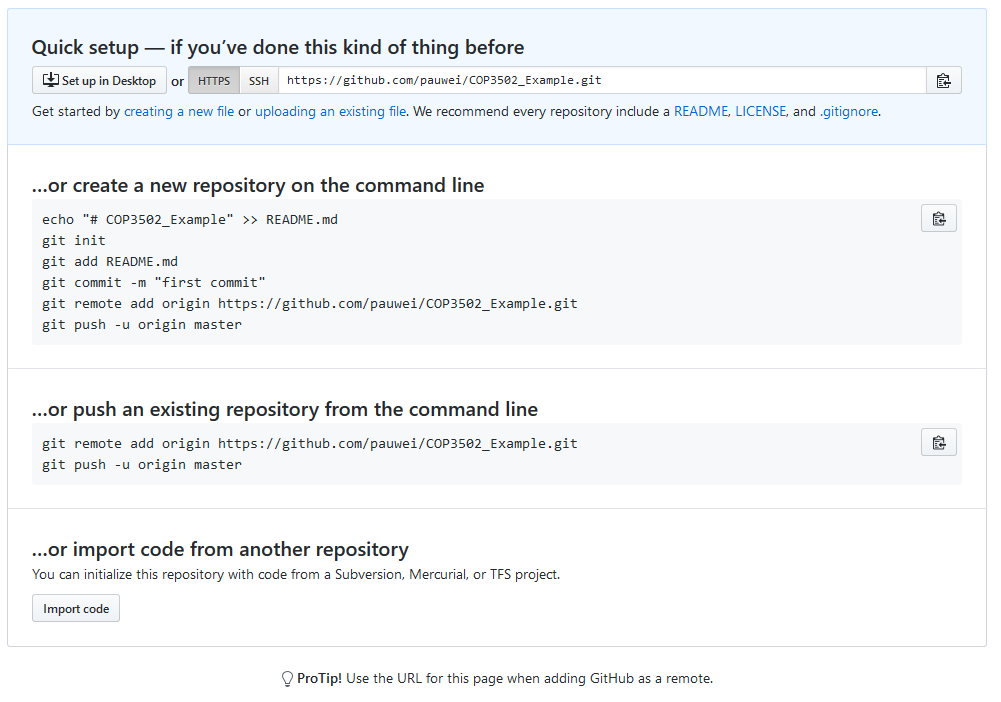 Quick setup — if you’ve done this kind of thing before
Set up in Desktop or HTTPS SSH https://github.com/pauwei/COP3502_Example.git
Get started by creating a new file or uploading an existing file. We recommend every repository include a README, LICENSE, and .gitignore.
…or create a new repository on the command line
echo "# COP3502_Example" >> README.md
git init
git add README.md
git commit -m "first commit"
git remote add origin https://github.com/pauwei/COP3502_Example.git
git push -u origin master
…or push an existing repository from the command line
git remote add origin https://github.com/pauwei/COP3502_Example.git
git push -u origin master
…or import code from another repository
You can initialize this repository with code from a Subversion, Mercurial, or TFS project.
Import code
ProTip! Use the URL for this page when adding GitHub as a remote.